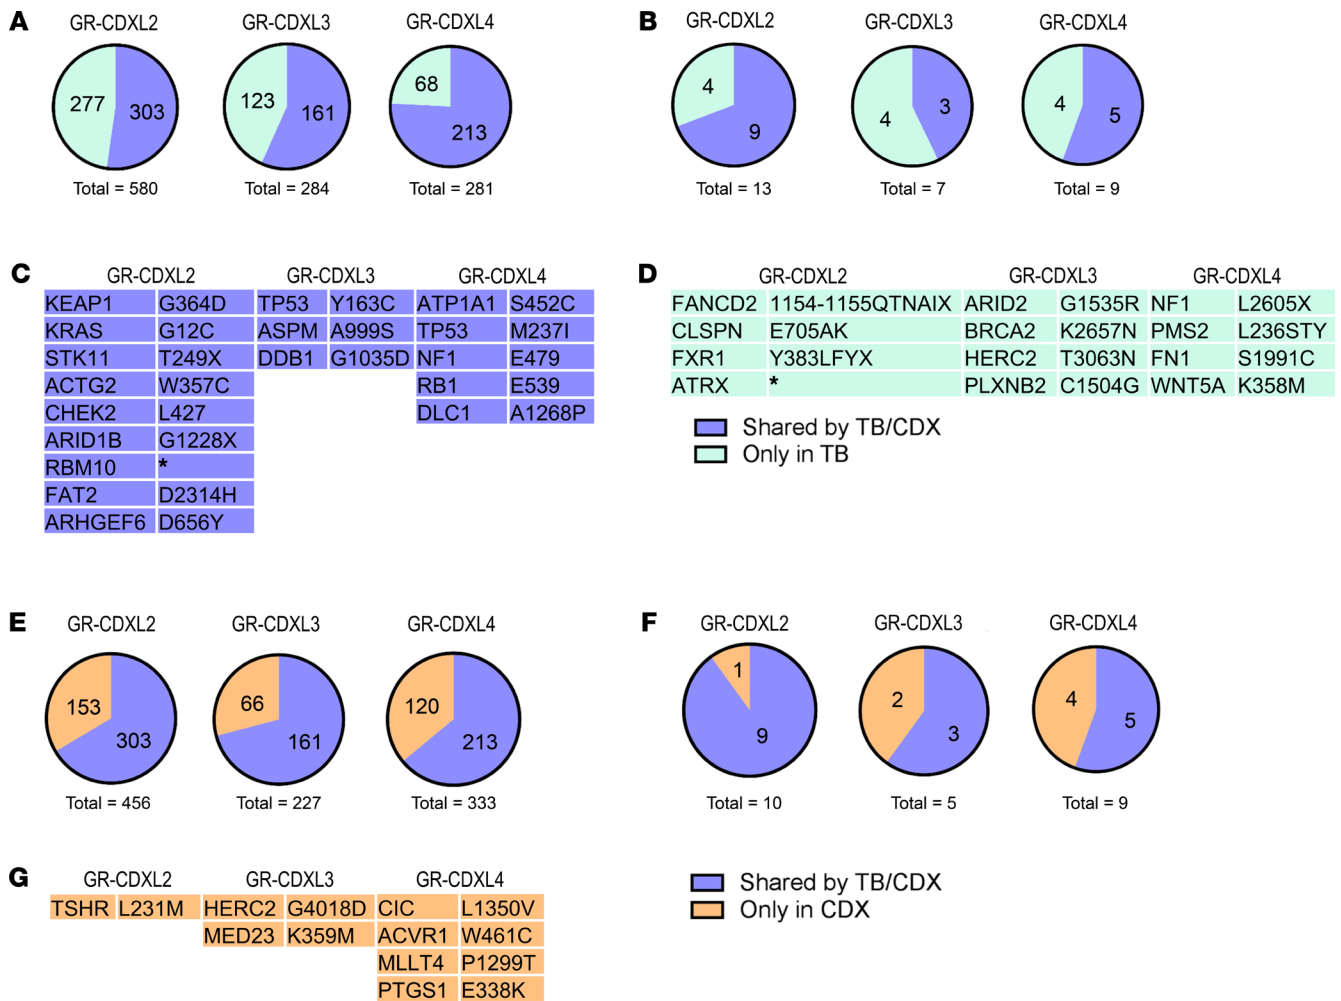 A
GR-CDXL2 GR-CDXL3 GR-CDXL4
277 303 123 161 68 213
Total = 580 Total = 284 Total = 281
B
GR-CDXL2 GR-CDXL3 GR-CDXL4
4 9 4 3 4 5
Total = 13 Total = 7 Total = 9
C
GR-CDXL2 GR-CDXL3 GR-CDXL4
KEAP1 G364D TP53 Y163C ATP1A1 S452C
KRAS G12C ASPM A999S TP53 M237I
STK11 T249X DDB1 G1035D NF1 E479
ACTG2 W357C RB1 E539
CHEK2 L427 DLC1 A1268P
ARID1B G1228X
RBM10 *
FAT2 D2314H
ARHGEF6 D656Y
D
GR-CDXL2 GR-CDXL3 GR-CDXL4
FANCD2 1154-1155QTNAIX ARID2 G1535R NF1 L2605X
CLSPN E705AK BRCA2 K2657N PMS2 L236STY
FXR1 Y383LFYX HERC2 T3063N FN1 S1991C
ATRX * PLXNB2 C1504G WNT5A K358M
Shared by TB/CDX
Only in TB
E
GR-CDXL2 GR-CDXL3 GR-CDXL4
153 303 66 161 120 213
Total = 456 Total = 227 Total = 333
F
GR-CDXL2 GR-CDXL3 GR-CDXL4
1 9 2 3 4 5
Total = 10 Total = 5 Total = 9
G
GR-CDXL2 GR-CDXL3 GR-CDXL4
TSHR L231M HERC2 G4018D CIC L1350V
MED23 K359M ACVR1 W461C
MLLT4 P1299T
PTGS1 E338K
Shared by TB/CDX
Only in CDX